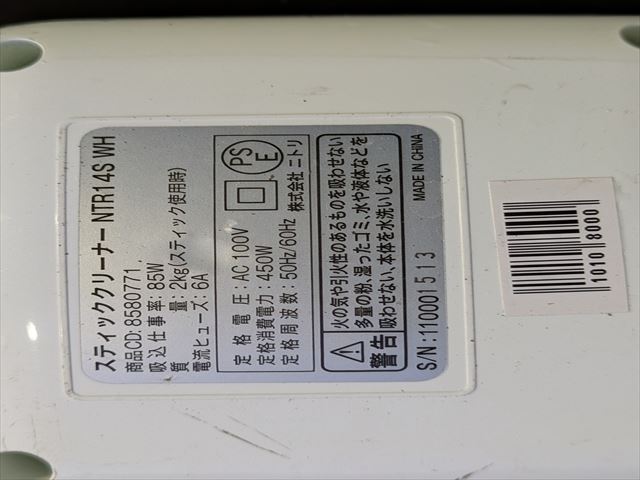 スティッククリーナー NTR14S WH
商品CD: 8580771
吸込仕事率: 85W
質　　量: 2kg(スティック使用時)
電流ヒューズ: 6A
定 格 電 圧: AC 100V
定格消費電力: 450W
定 格 周 波 数: 50Hz/60Hz
PS
E
株式会社 ニトリ
警告
火の気や引火性のあるものを吸わせない
多量の粉、湿ったゴミ、水や液体などを
吸わせない、本体を水洗いしない
S/N: 110001513
MADE IN CHINA
1010 8000